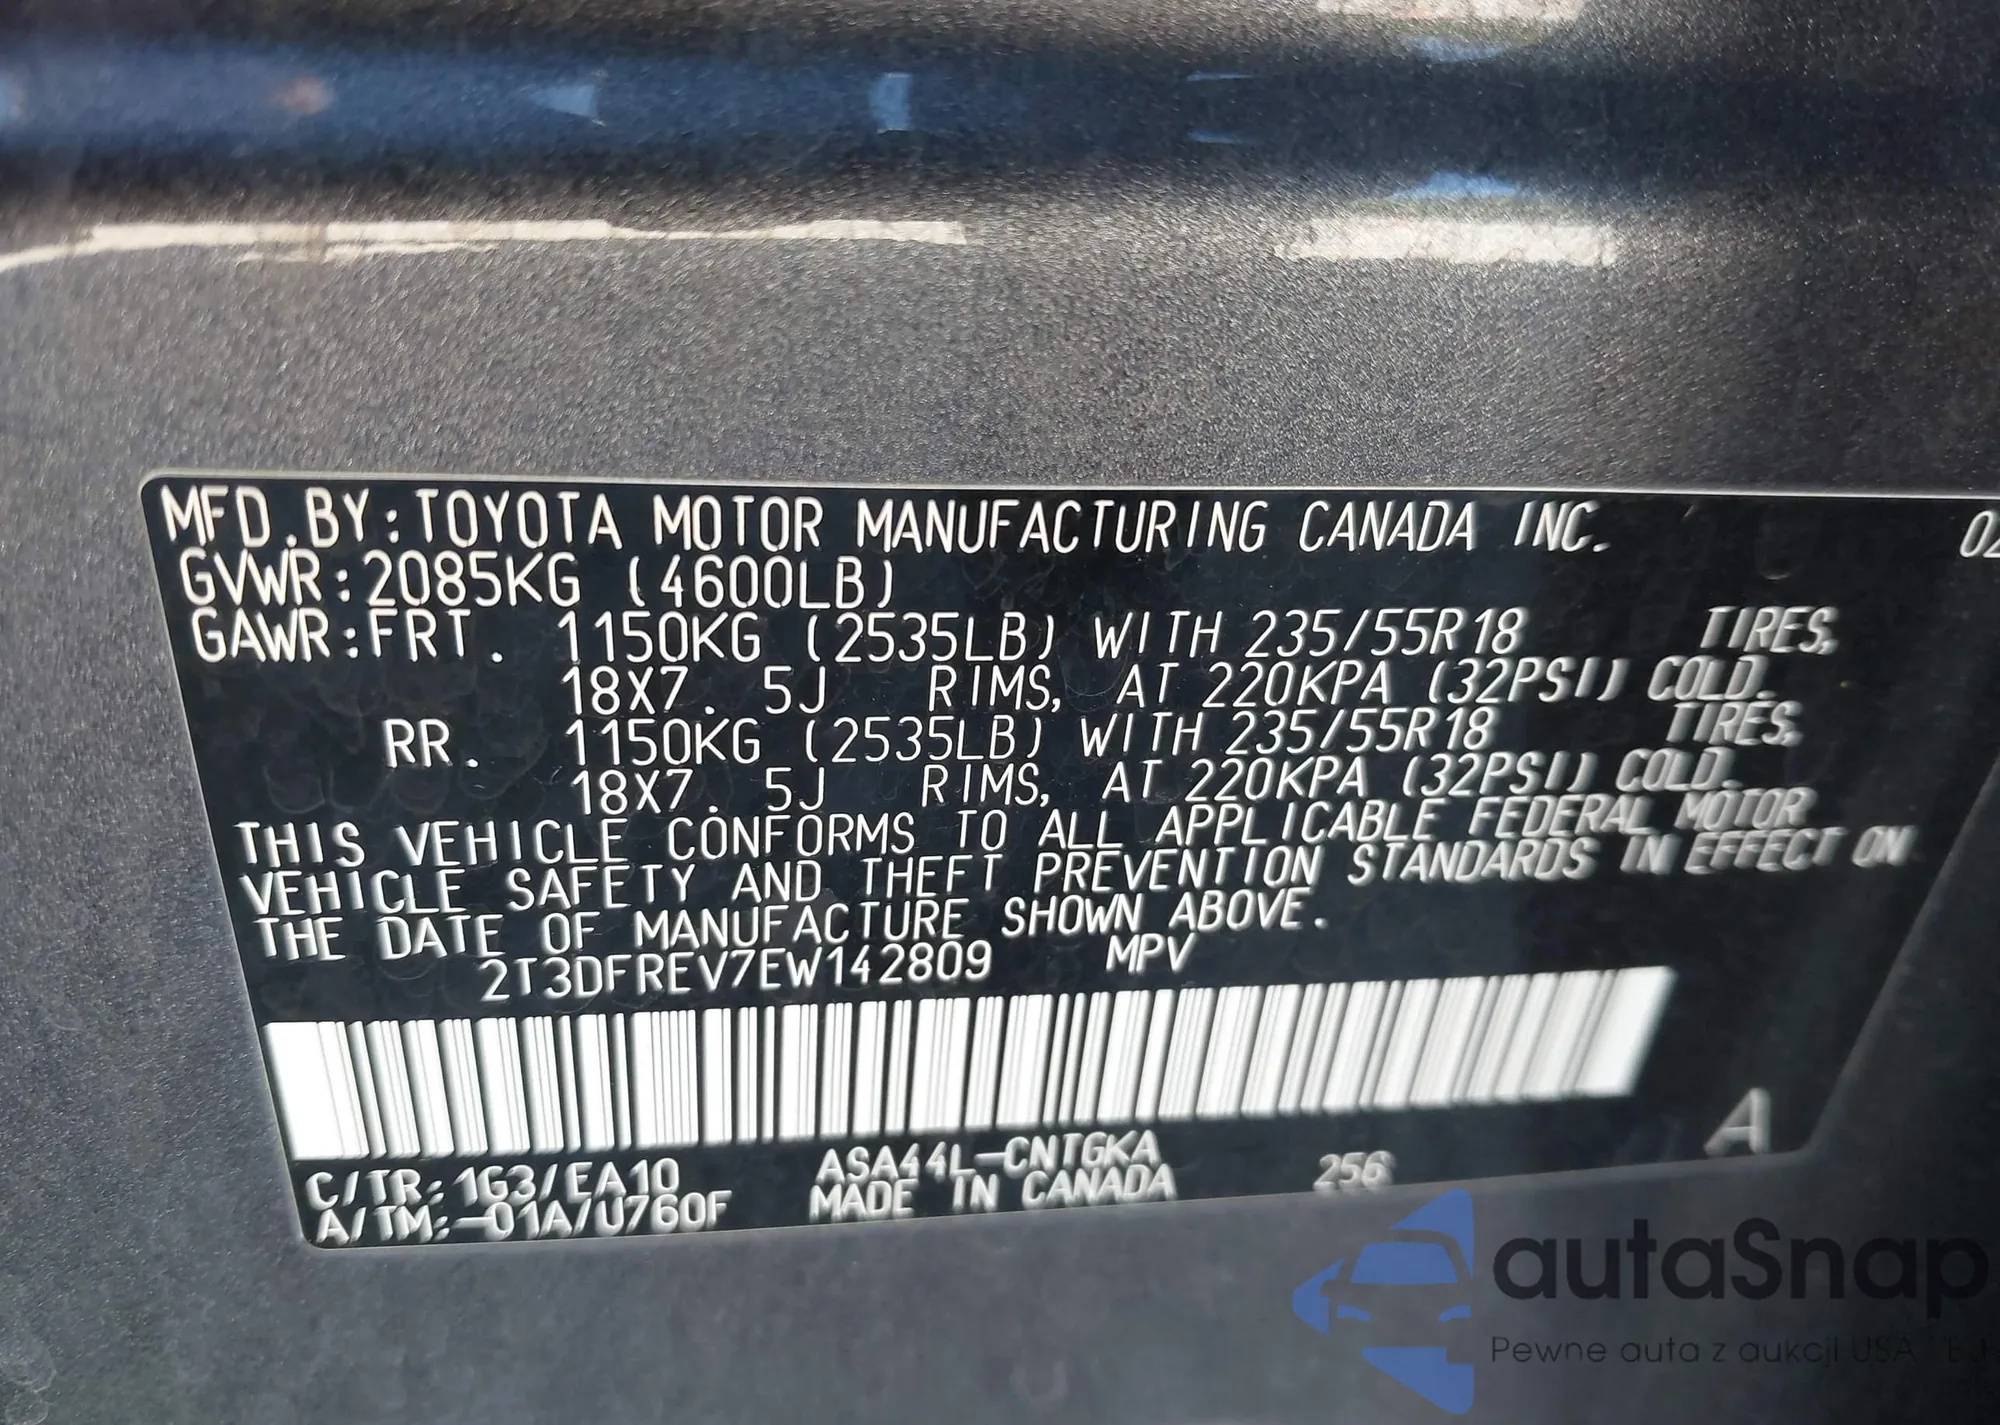 MFD.BY:TOYOTA MOTOR MANUFACTURING CANADA INC. 02
GVWR:2085KG (4600LB)
GAWR:FRT. 1150KG (2535LB) WITH 235/55R18 TIRES,
18X7. 5J RIMS, AT 220KPA (32PSI) COLD.
RR. 1150KG (2535LB) WITH 235/55R18 TIRES,
18X7. 5J RIMS, AT 220KPA (32PSI) COLD.
THIS VEHICLE CONFORMS TO ALL APPLICABLE FEDERAL MOTOR
VEHICLE SAFETY AND THEFT PREVENTION STANDARDS IN EFFECT ON
THE DATE OF MANUFACTURE SHOWN ABOVE.
2T3DFREV7EW142809 MPV
A
C/TR:1G3/EA10 ASA44L-CNTGKA 256
A/TM:-01A/U760F MADE IN CANADA
autaSnap
Pewne auta z aukcji USA